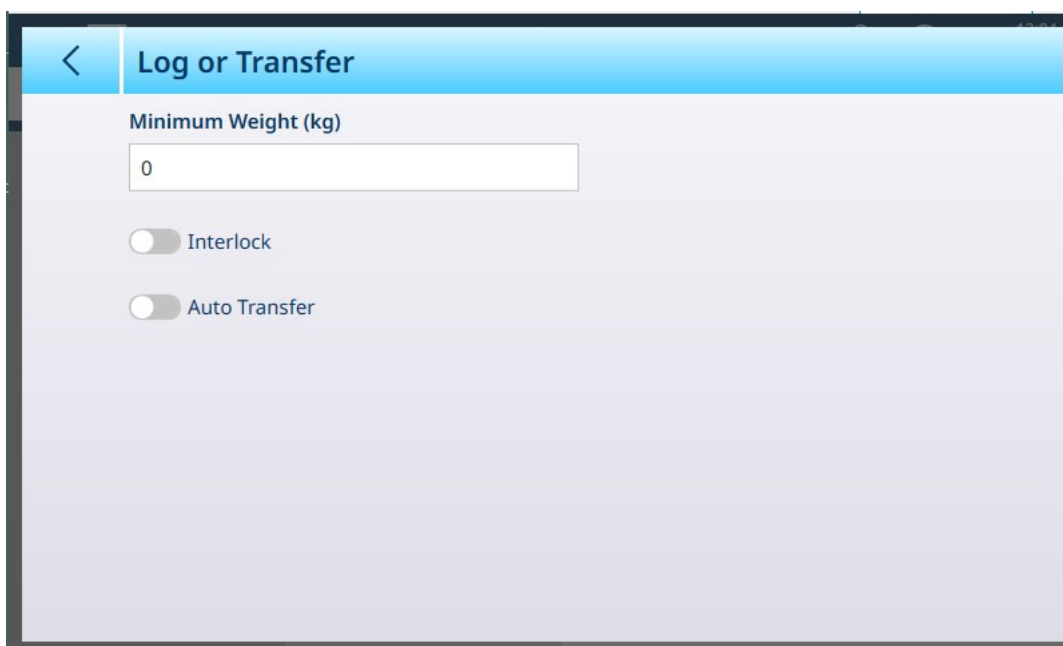 Log or Transfer
Minimum Weight (kg)
0
Interlock
Auto Transfer